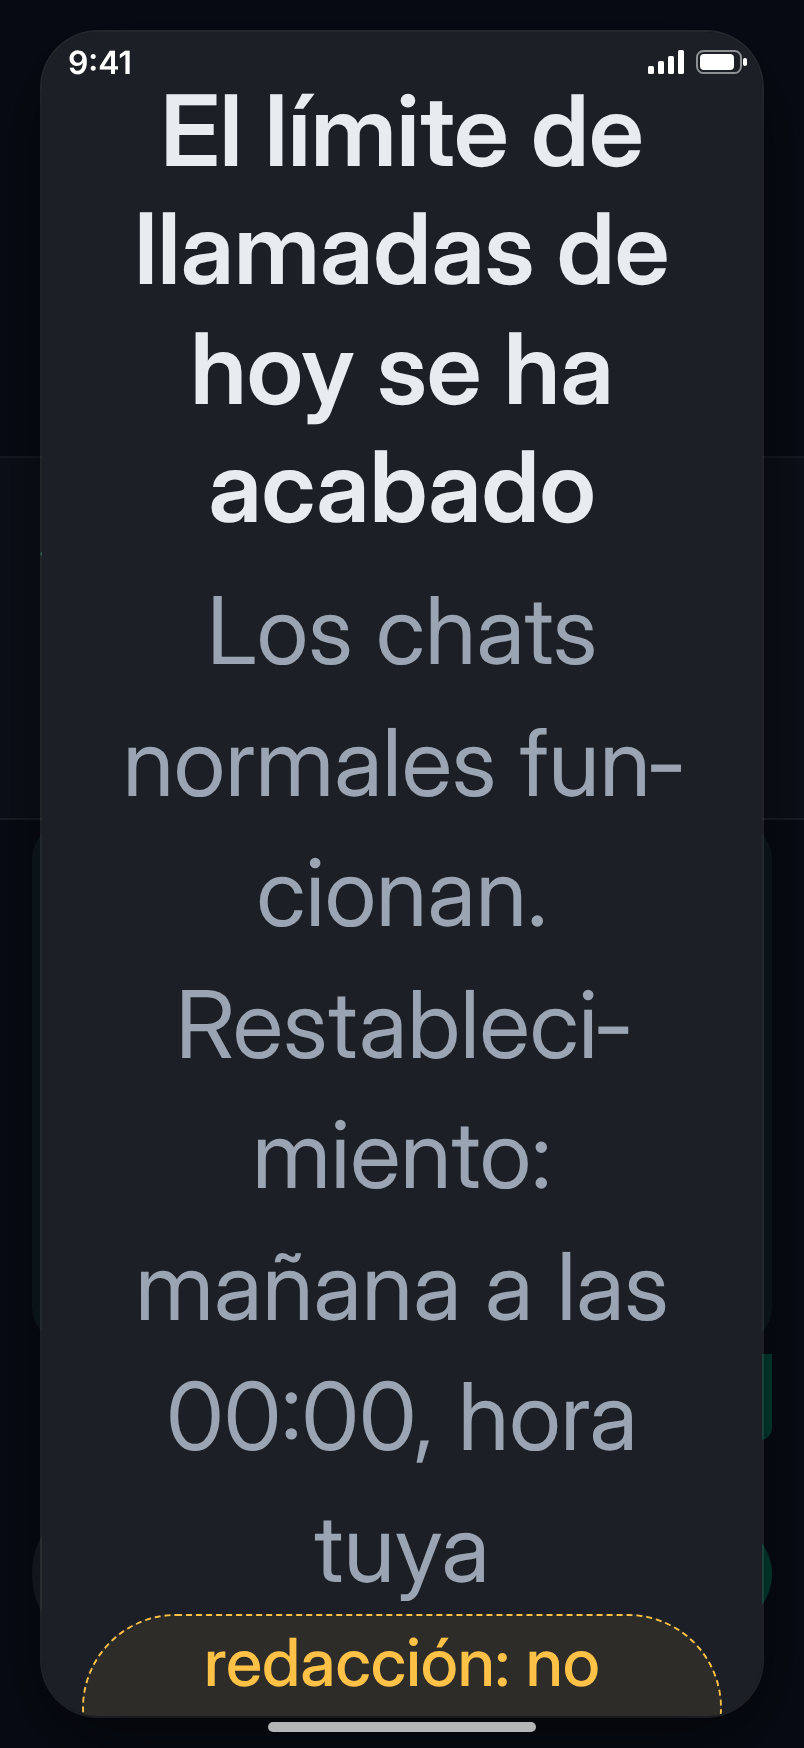 9:41
El límite de
llamadas de
hoy se ha
acabado
Los chats
normales fun-
cionan.
Restableci-
miento:
mañana a las
00:00, hora
tuya
redacción: no